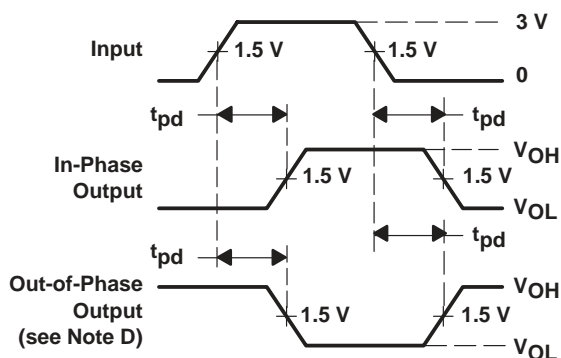 3 V
Input
1.5 V
1.5 V
0
tpd
tpd
VOH
In-Phase
Output
1.5 V
1.5 V
VOL
tpd
tpd
Out-of-Phase
Output
(see Note D)
VOH
1.5 V
1.5 V
VOL